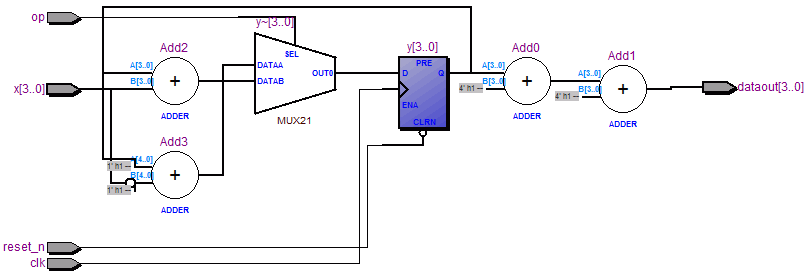 op
y~[3..0]
Add2
A[3..0]
B[3..0]
+
ADDER
x[3..0]
SEL
DATAA
DATAB
OUT0
MUX21
y[3..0]
PRE
D
Q
ENA
CLRN
Add0
A[3..0]
B[3..0]
4' h1
+
ADDER
Add1
A[3..0]
B[3..0]
4' h1
+
ADDER
dataout[3..0]
Add3
A[4..0]
1' h1
B[4..0]
1' h1
+
ADDER
reset_n
clk